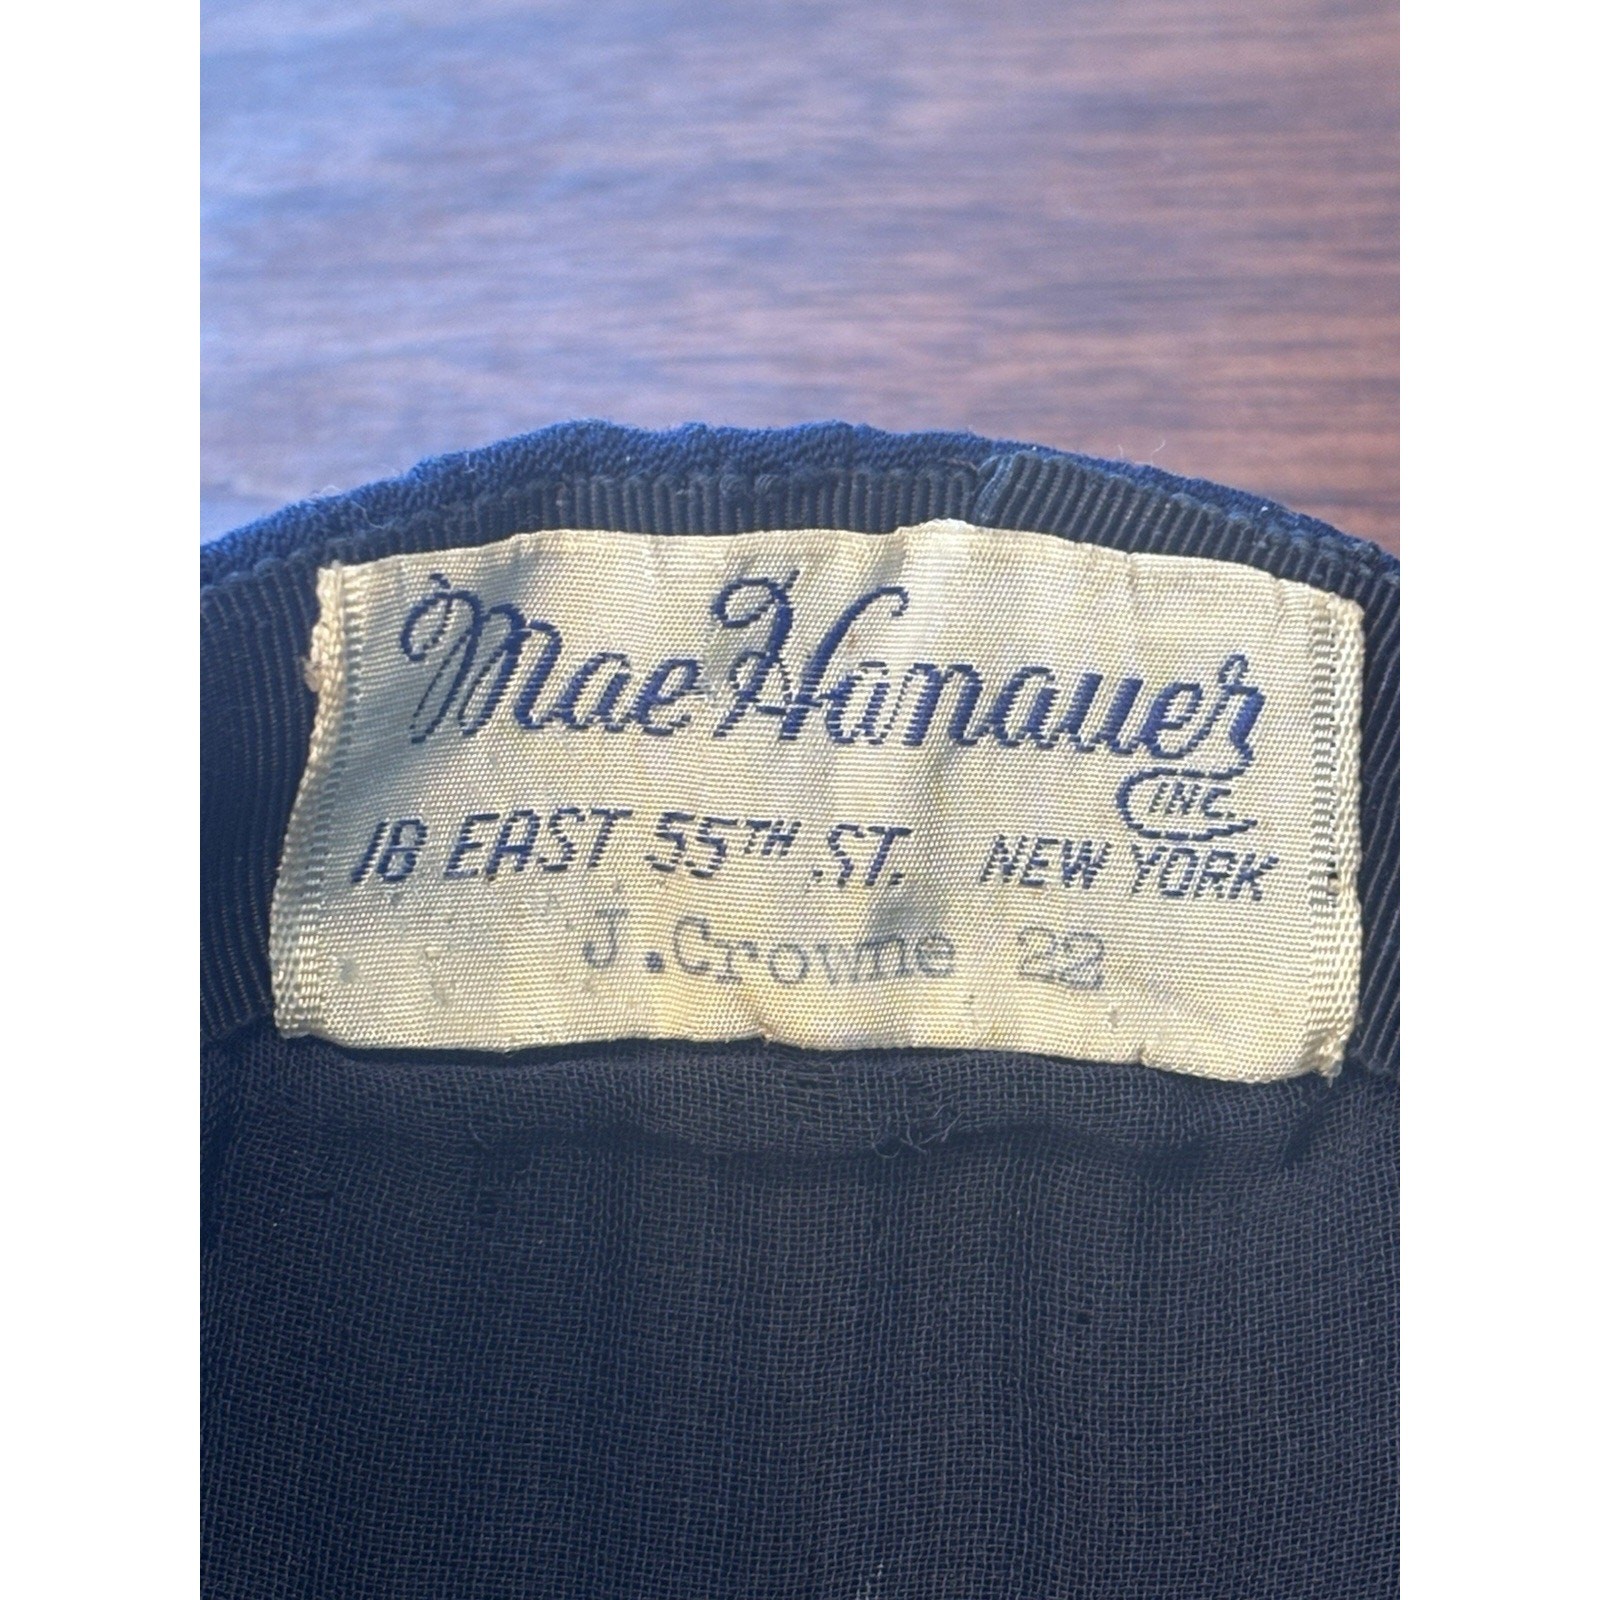 Mae Hanauer
INC.
18 EAST 55TH ST. NEW YORK
J. Crowne 22